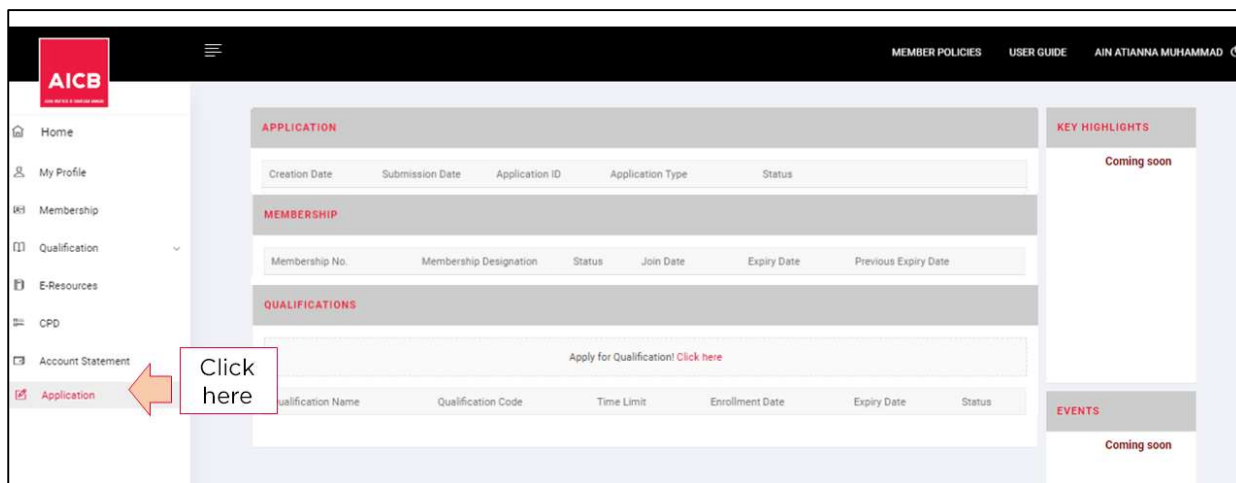 MEMBER POLICIES USER GUIDE AIN ATIANNA MUHAMMAD
AICB
Home
My Profile
Membership
Qualification
E-Resources
CPD
Account Statement
Application
Click
here
APPLICATION
Creation Date Submission Date Application ID Application Type Status
MEMBERSHIP
Membership No. Membership Designation Status Join Date Expiry Date Previous Expiry Date
QUALIFICATIONS
Apply for Qualification! Click here
Qualification Name Qualification Code Time Limit Enrollment Date Expiry Date Status
KEY HIGHLIGHTS
Coming soon
EVENTS
Coming soon